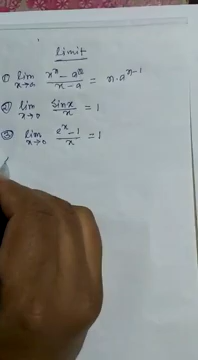 Limit
① lim x→a (xⁿ − aⁿ)/(x − a) = n·aⁿ⁻¹
② lim x→0 Sinx/x = 1
③ lim x→0 (eˣ − 1)/x = 1